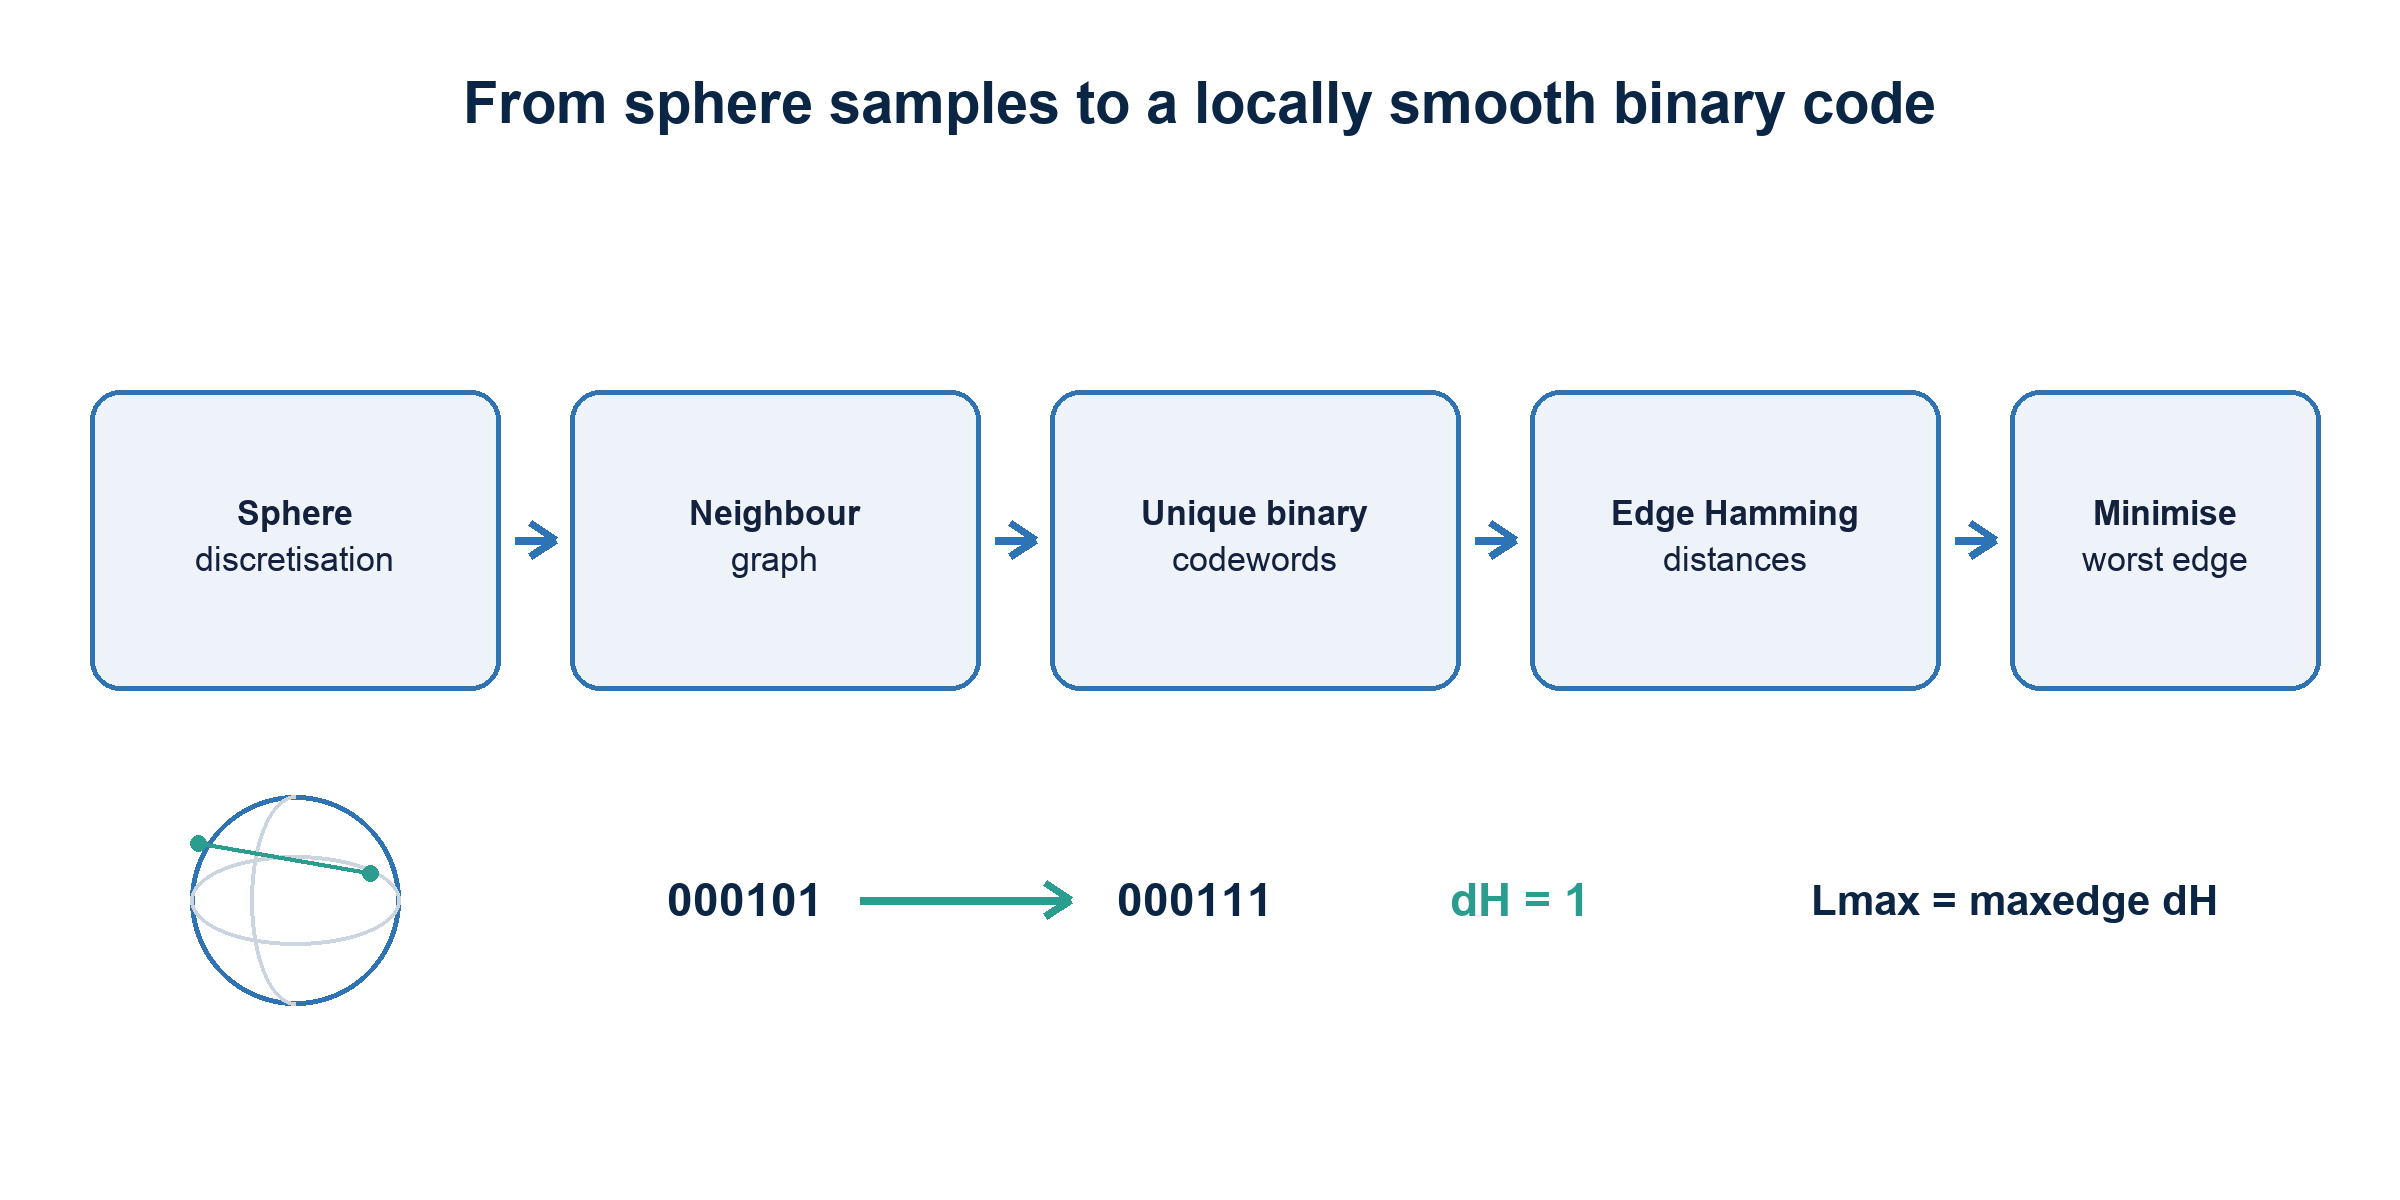 From sphere samples to a locally smooth binary code
Sphere
discretisation
Neighbour
graph
Unique binary
codewords
Edge Hamming
distances
Minimise
worst edge
000101
000111
dH = 1
Lmax = maxedge dH